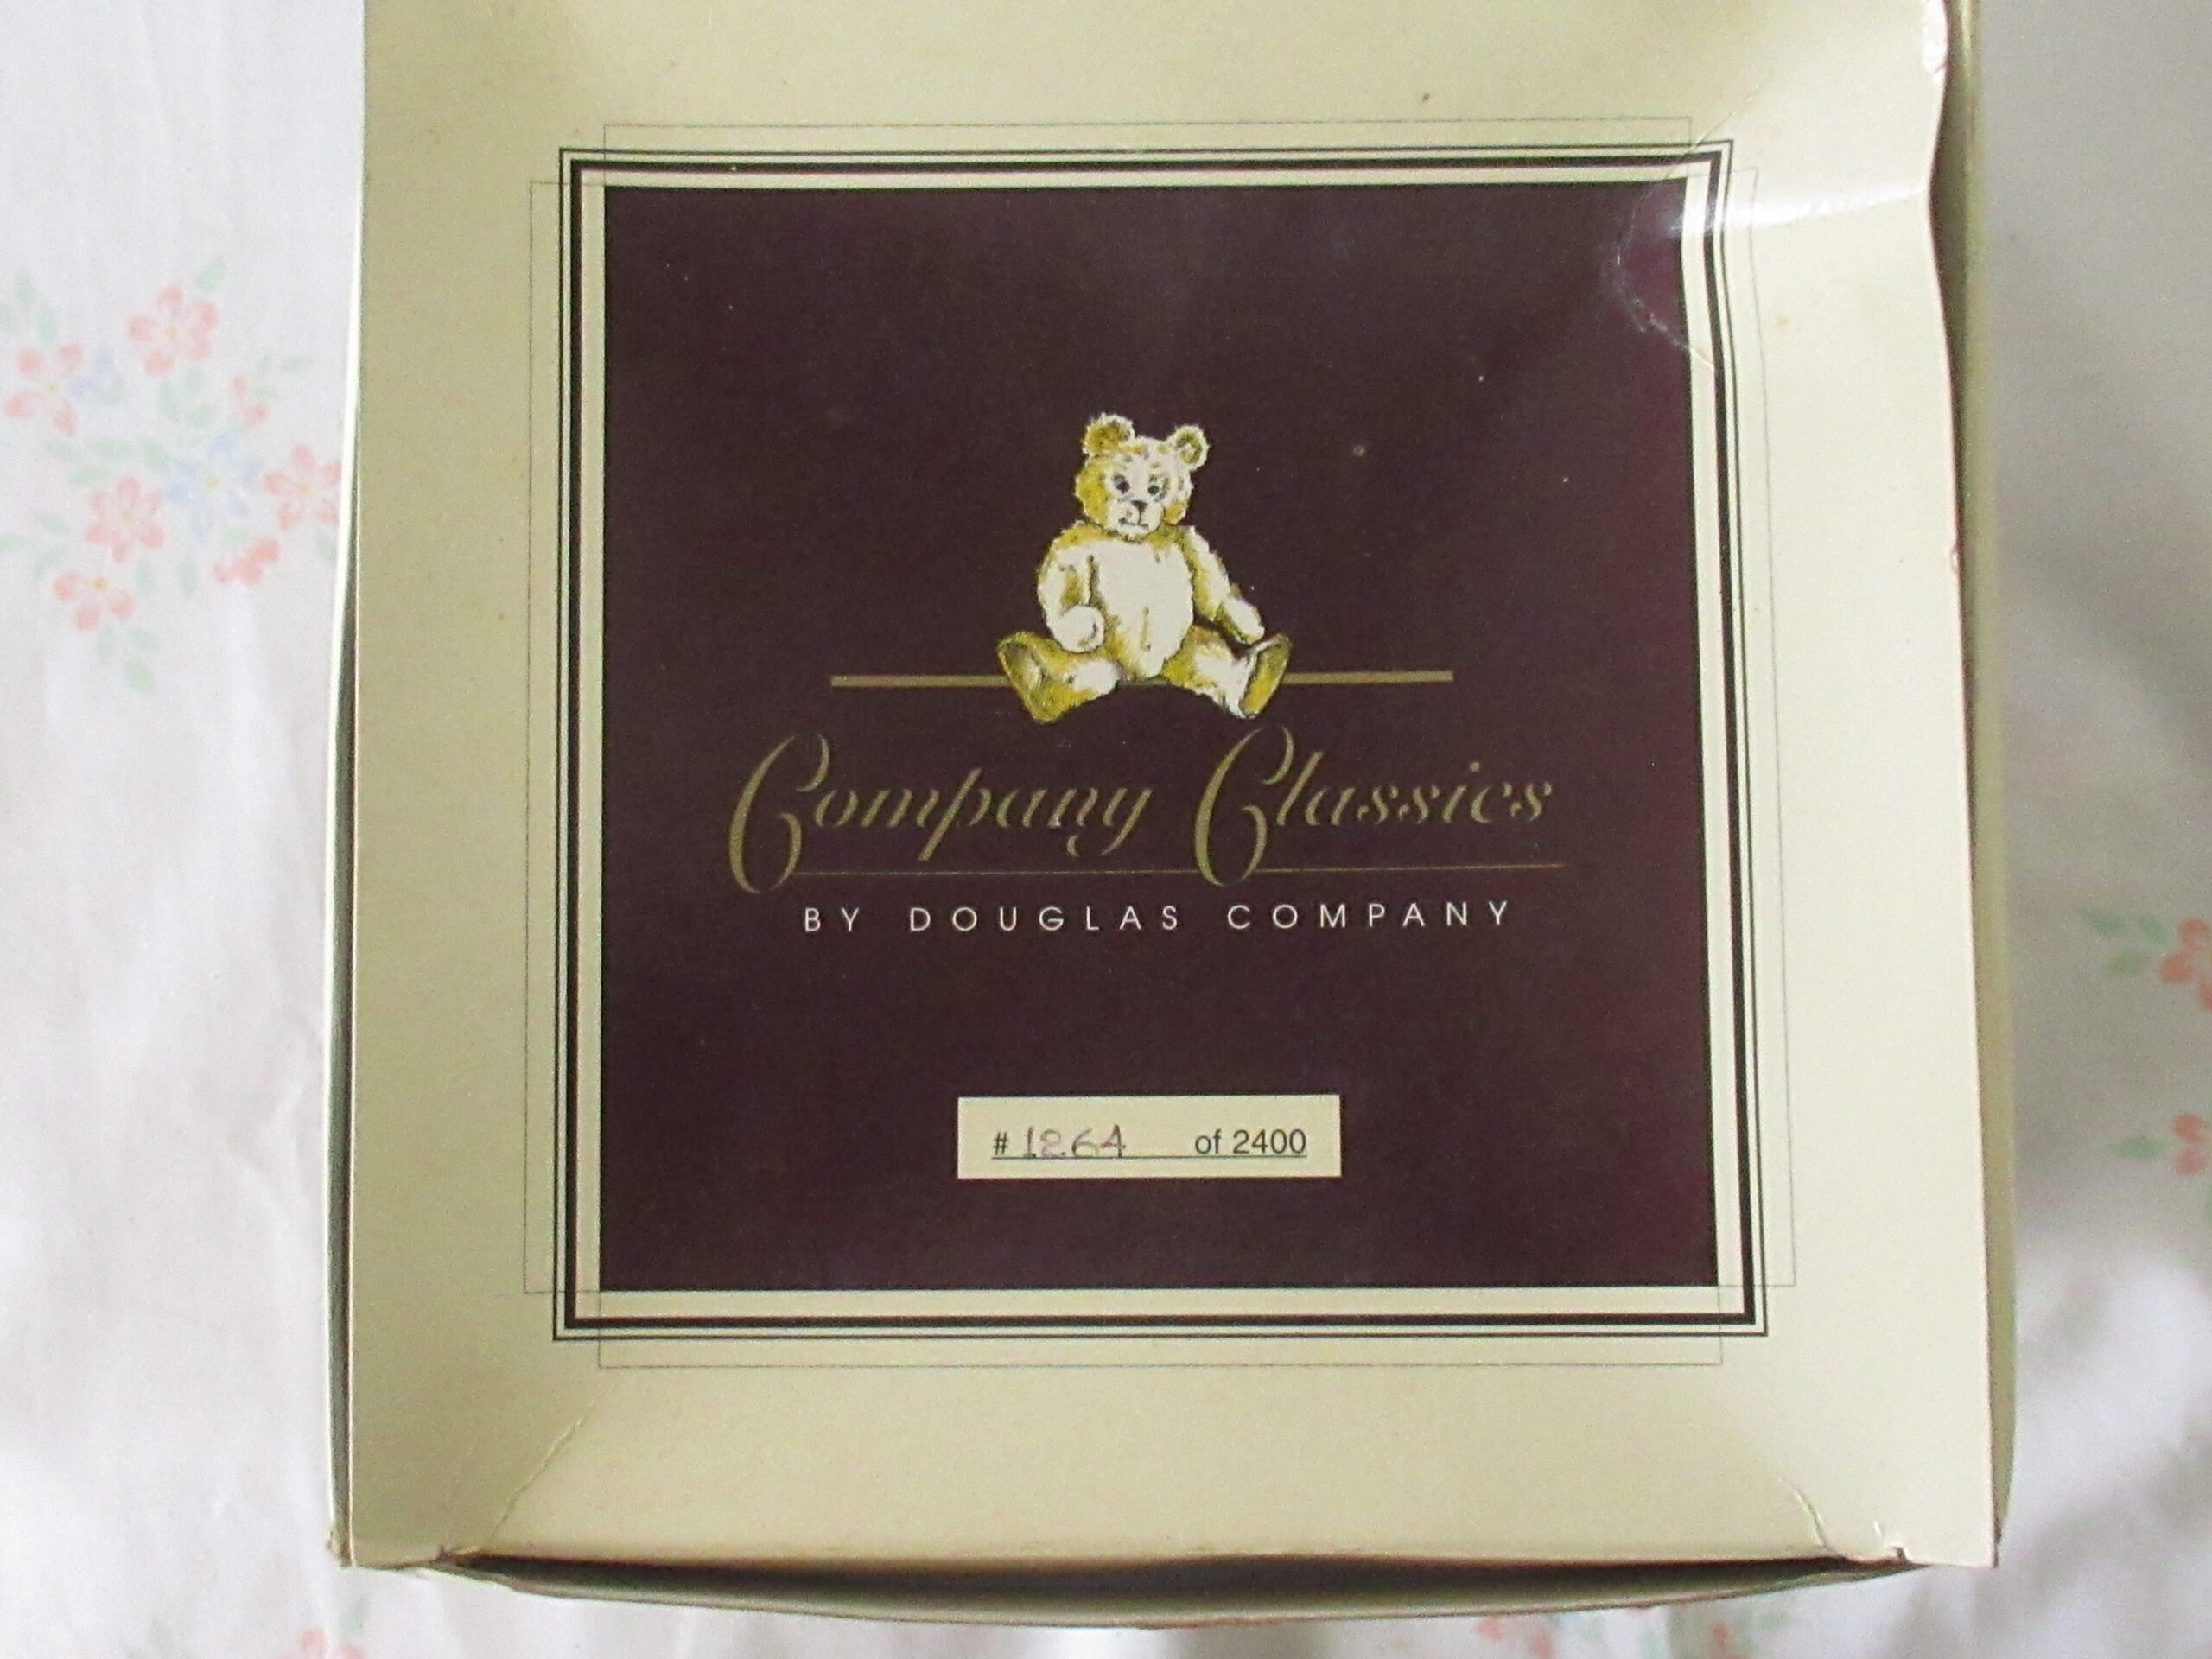 Company Classics
BY DOUGLAS COMPANY
# 1264 of 2400